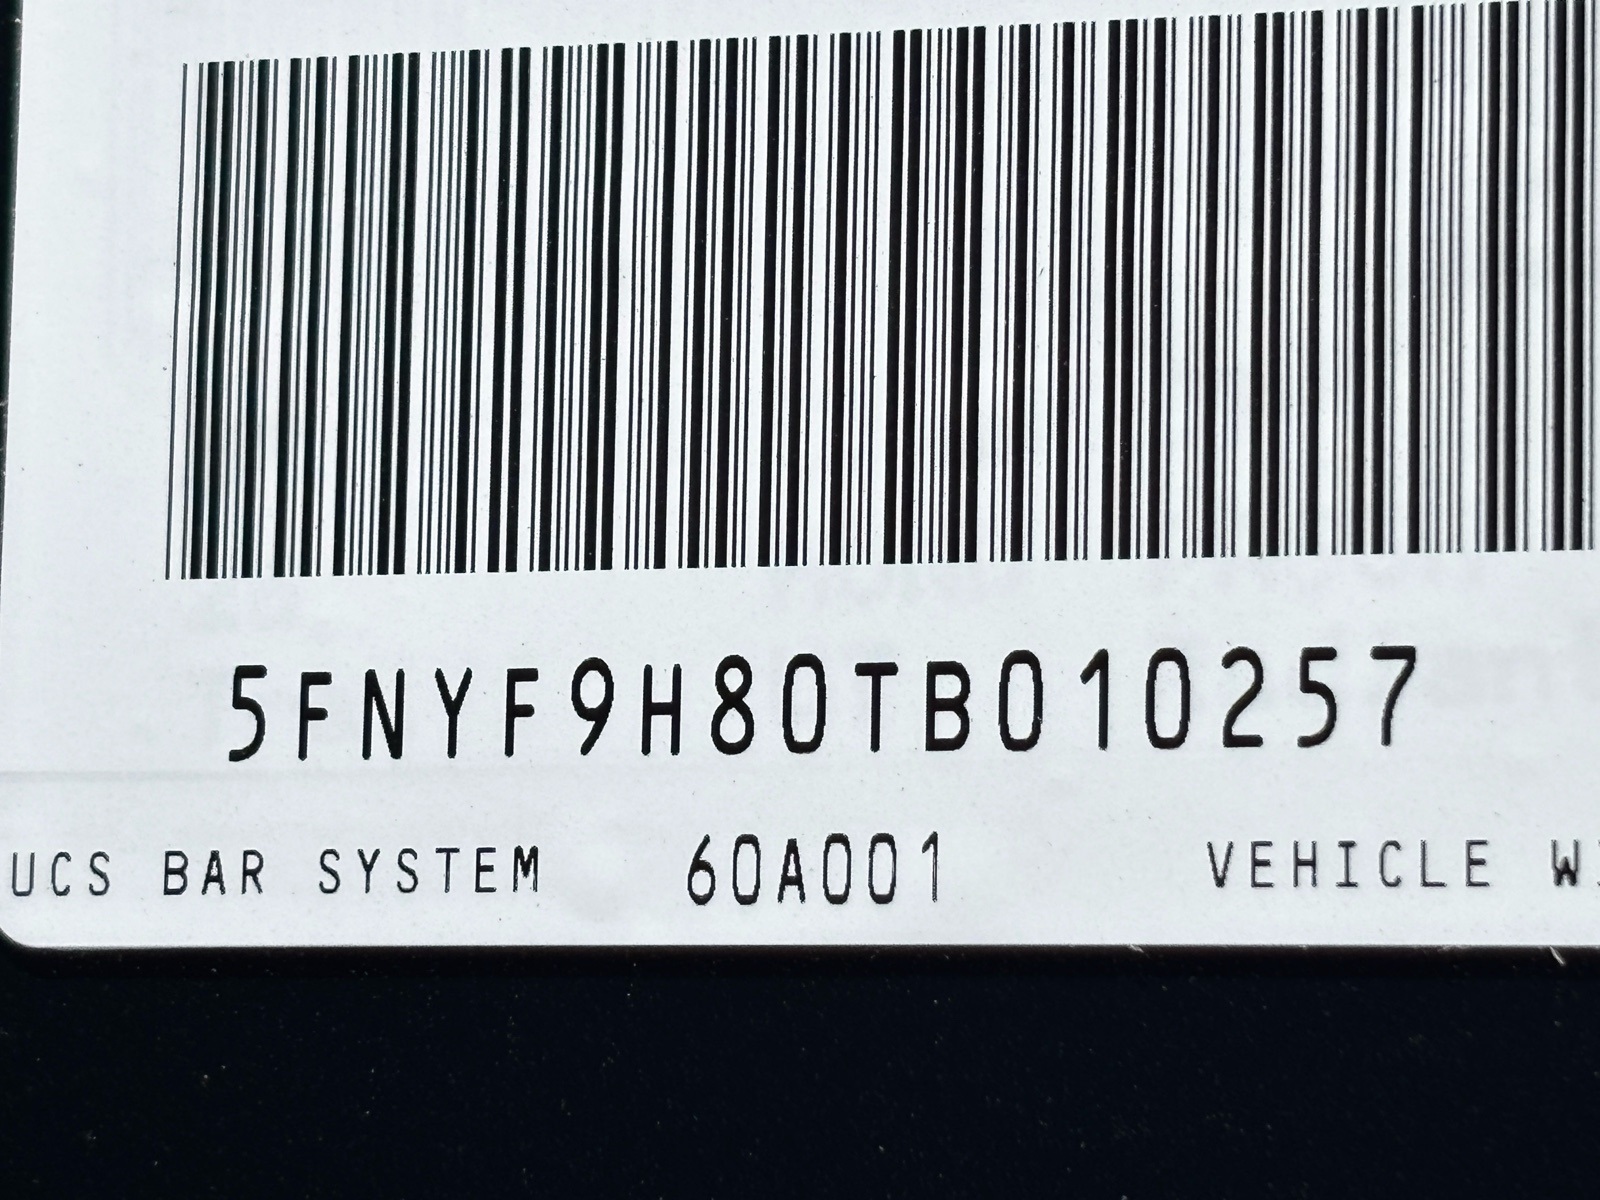 5FNYF9H80TB010257
UCS BAR SYSTEM 60A001 VEHICLE